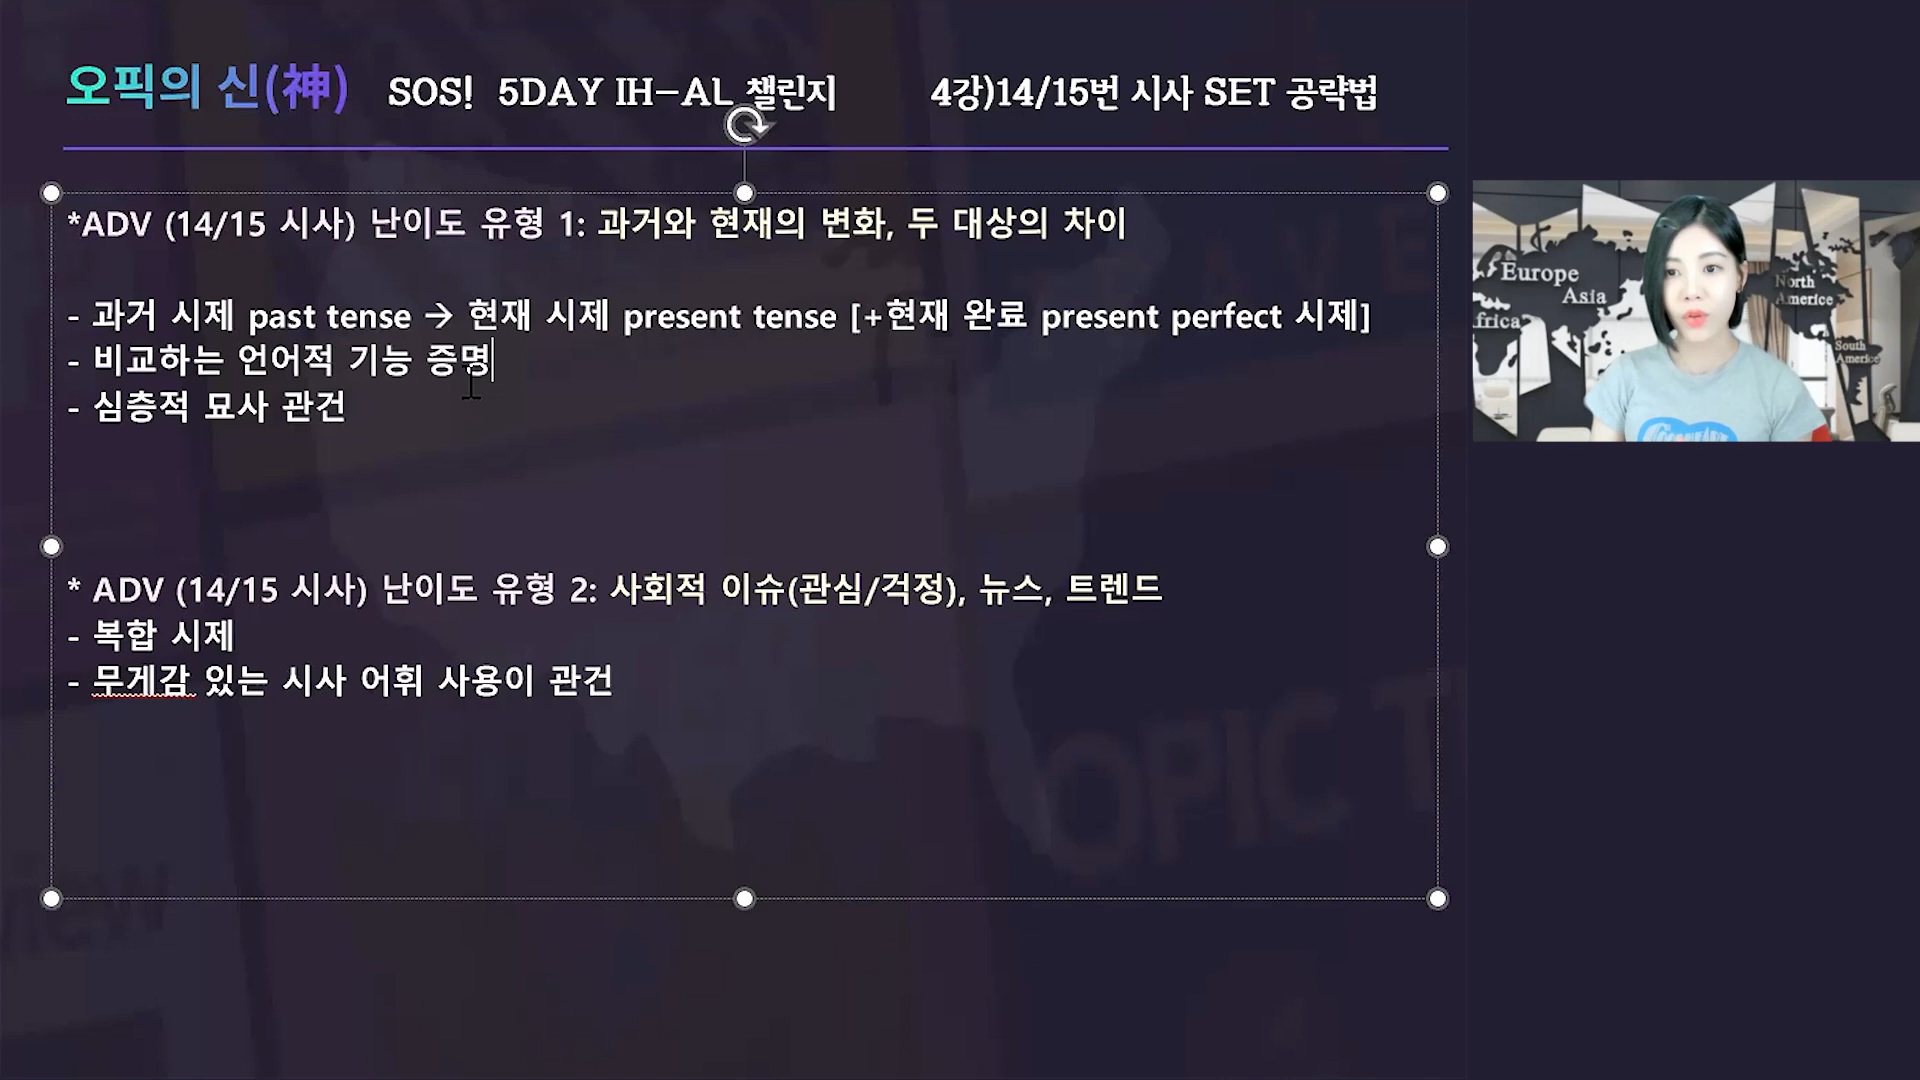 오픽의 신(神) SOS! 5DAY IH-AL 챌린지 4강)14/15번 시사 SET 공략법
*ADV (14/15 시사) 난이도 유형 1: 과거와 현재의 변화, 두 대상의 차이
- 과거 시제 past tense → 현재 시제 present tense [+현재 완료 present perfect 시제]
- 비교하는 언어적 기능 증명
- 심층적 묘사 관건
* ADV (14/15 시사) 난이도 유형 2: 사회적 이슈(관심/걱정), 뉴스, 트렌드
- 복합 시제
- 무게감 있는 시사 어휘 사용이 관건
Europe
Asia
frica
North
Americe
South
Americe
OPIC T
view